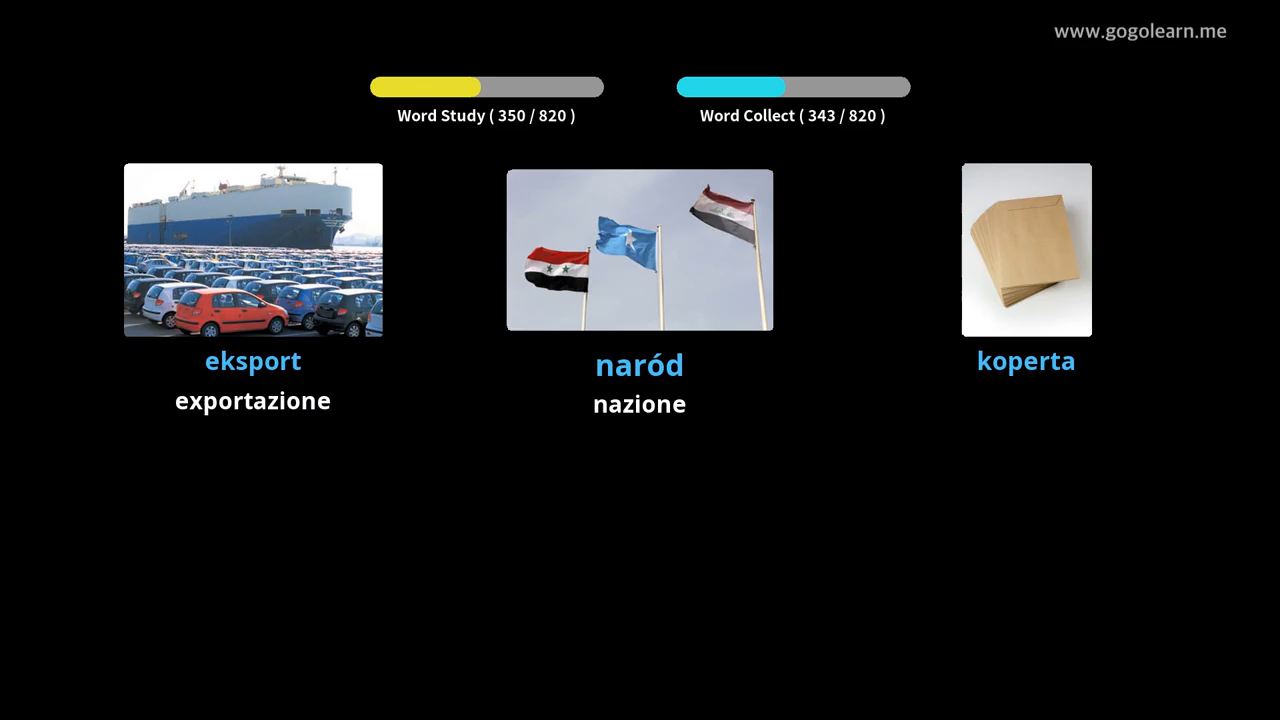 www.gogolearn.me
Word Study ( 350 / 820 )
Word Collect ( 343 / 820 )
eksport
exportazione
naród
nazione
koperta